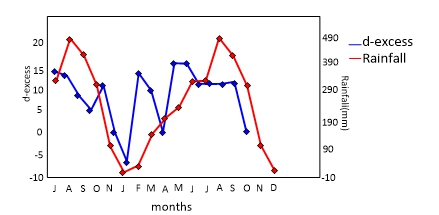 20
15
10
5
0
-5
-10
d-excess
490
390
290
190
90
-10
Rainfall(mm)
d-excess
Rainfall
J A S O N J F M A M J J A S O N D
months